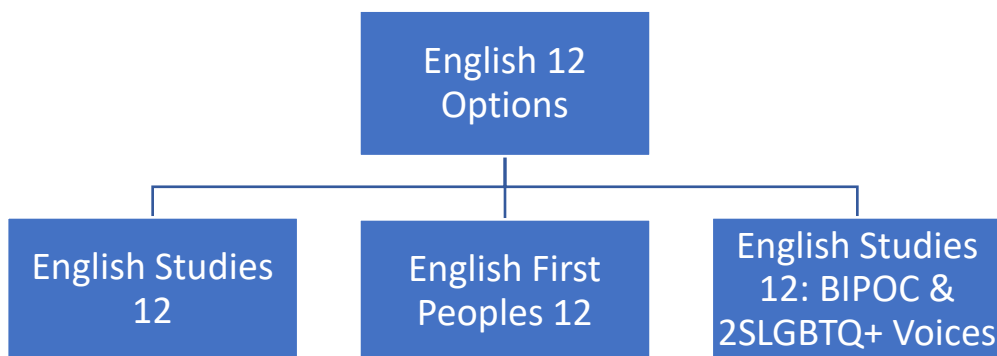 English 12
Options
English Studies
12
English First
Peoples 12
English Studies
12: BIPOC &
2SLGBTQ+ Voices